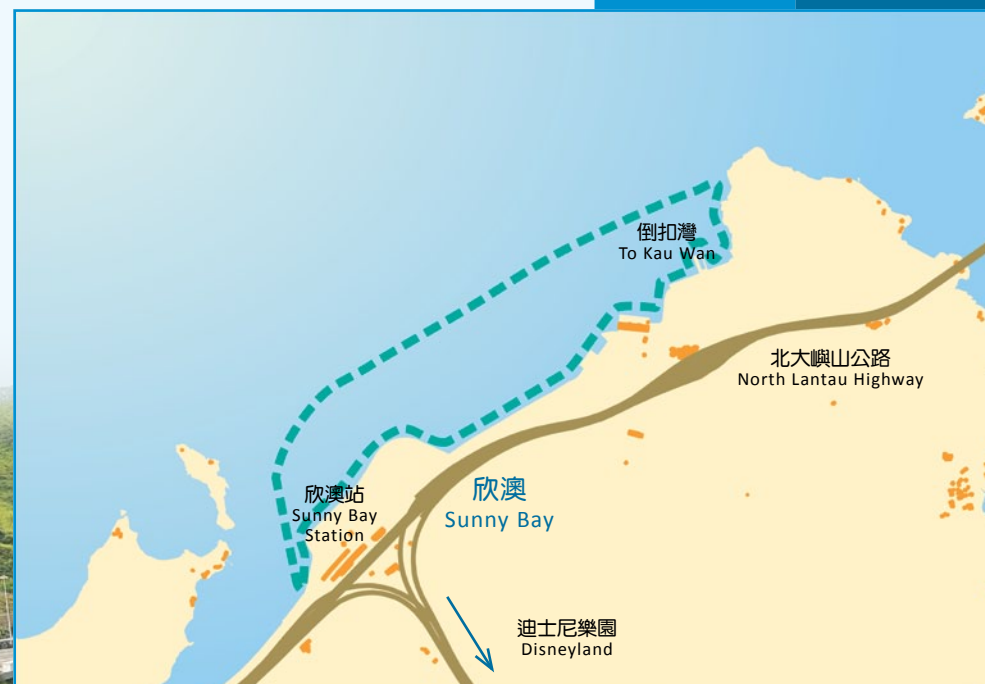 倒扣灣
To Kau Wan
北大嶼山公路
North Lantau Highway
欣澳站
Sunny Bay
Station
欣澳
Sunny Bay
迪士尼樂園
Disneyland